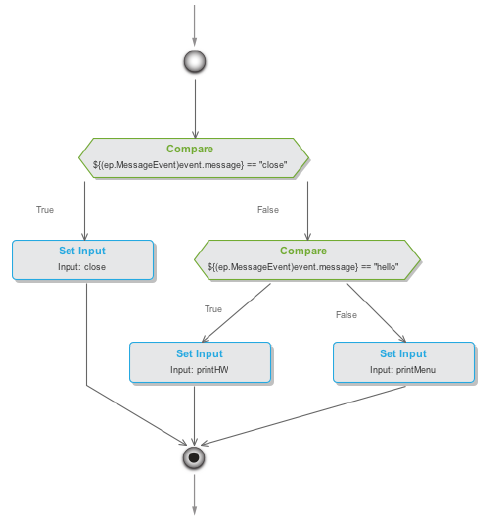 Compare
${(ep.MessageEvent)event.message} == "close"
True
False
Set Input
Input: close
Compare
${(ep.MessageEvent)event.message} == "hello"
True
False
Set Input
Input: printHW
Set Input
Input: printMenu